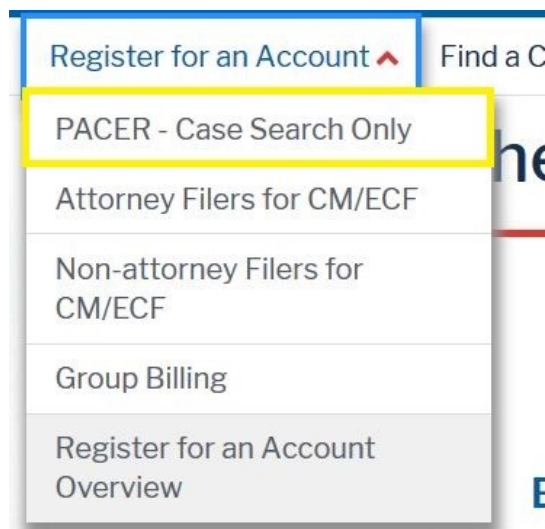 Register for an Account
Find a C
PACER - Case Search Only
he
Attorney Filers for CM/ECF
Non-attorney Filers for
CM/ECF
Group Billing
Register for an Account
Overview